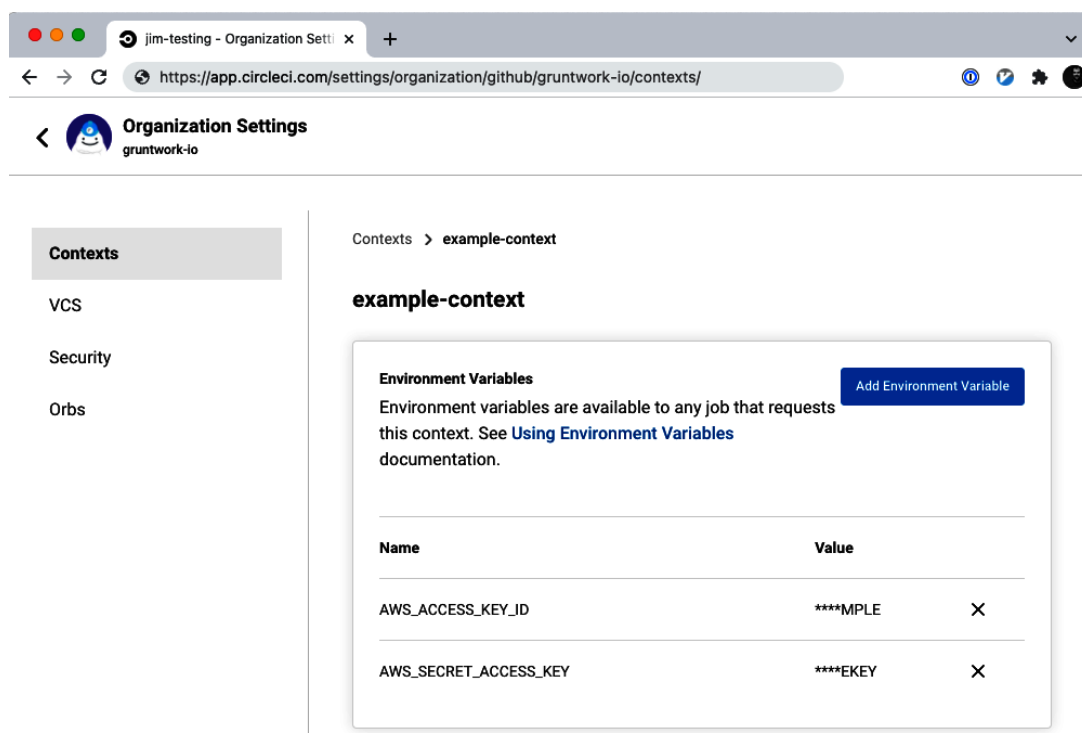 jim-testing - Organization Setti
https://app.circleci.com/settings/organization/github/gruntwork-io/contexts/
Organization Settings
gruntwork-io
Contexts
VCS
Security
Orbs
Contexts > example-context
example-context
Environment Variables
Add Environment Variable
Environment variables are available to any job that requests
this context. See Using Environment Variables
documentation.
Name Value
AWS_ACCESS_KEY_ID ****MPLE
AWS_SECRET_ACCESS_KEY ****EKEY